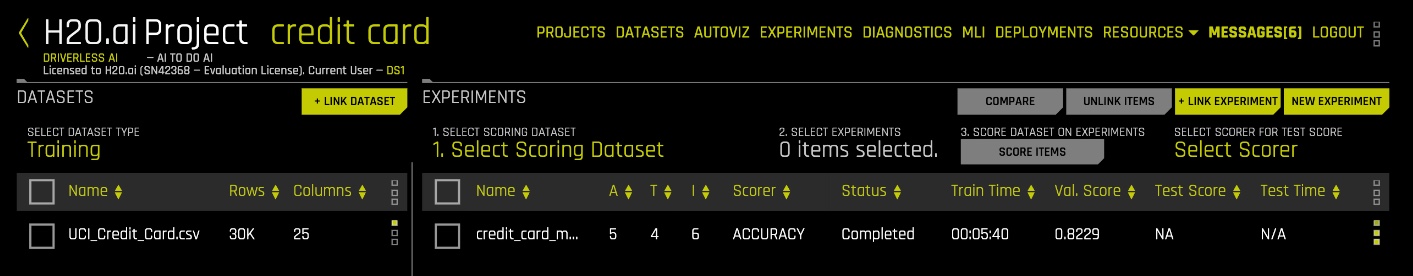 H2O.ai Project credit card
DRIVERLESS AI — AI TO DO AI
Licensed to H2O.ai (SN42368 – Evaluation License). Current User – DS1
PROJECTS DATASETS AUTOVIZ EXPERIMENTS DIAGNOSTICS MLI DEPLOYMENTS RESOURCES MESSAGES[6] LOGOUT
DATASETS
+ LINK DATASET
SELECT DATASET TYPE
Training
Name Rows Columns
UCI_Credit_Card.csv 30K 25
EXPERIMENTS
COMPARE UNLINK ITEMS + LINK EXPERIMENT NEW EXPERIMENT
1. SELECT SCORING DATASET
1. Select Scoring Dataset
2. SELECT EXPERIMENTS
0 items selected.
3. SCORE DATASET ON EXPERIMENTS
SCORE ITEMS
SELECT SCORER FOR TEST SCORE
Select Scorer
Name A T I Scorer Status Train Time Val. Score Test Score Test Time
credit_card_m... 5 4 6 ACCURACY Completed 00:05:40 0.8229 NA N/A